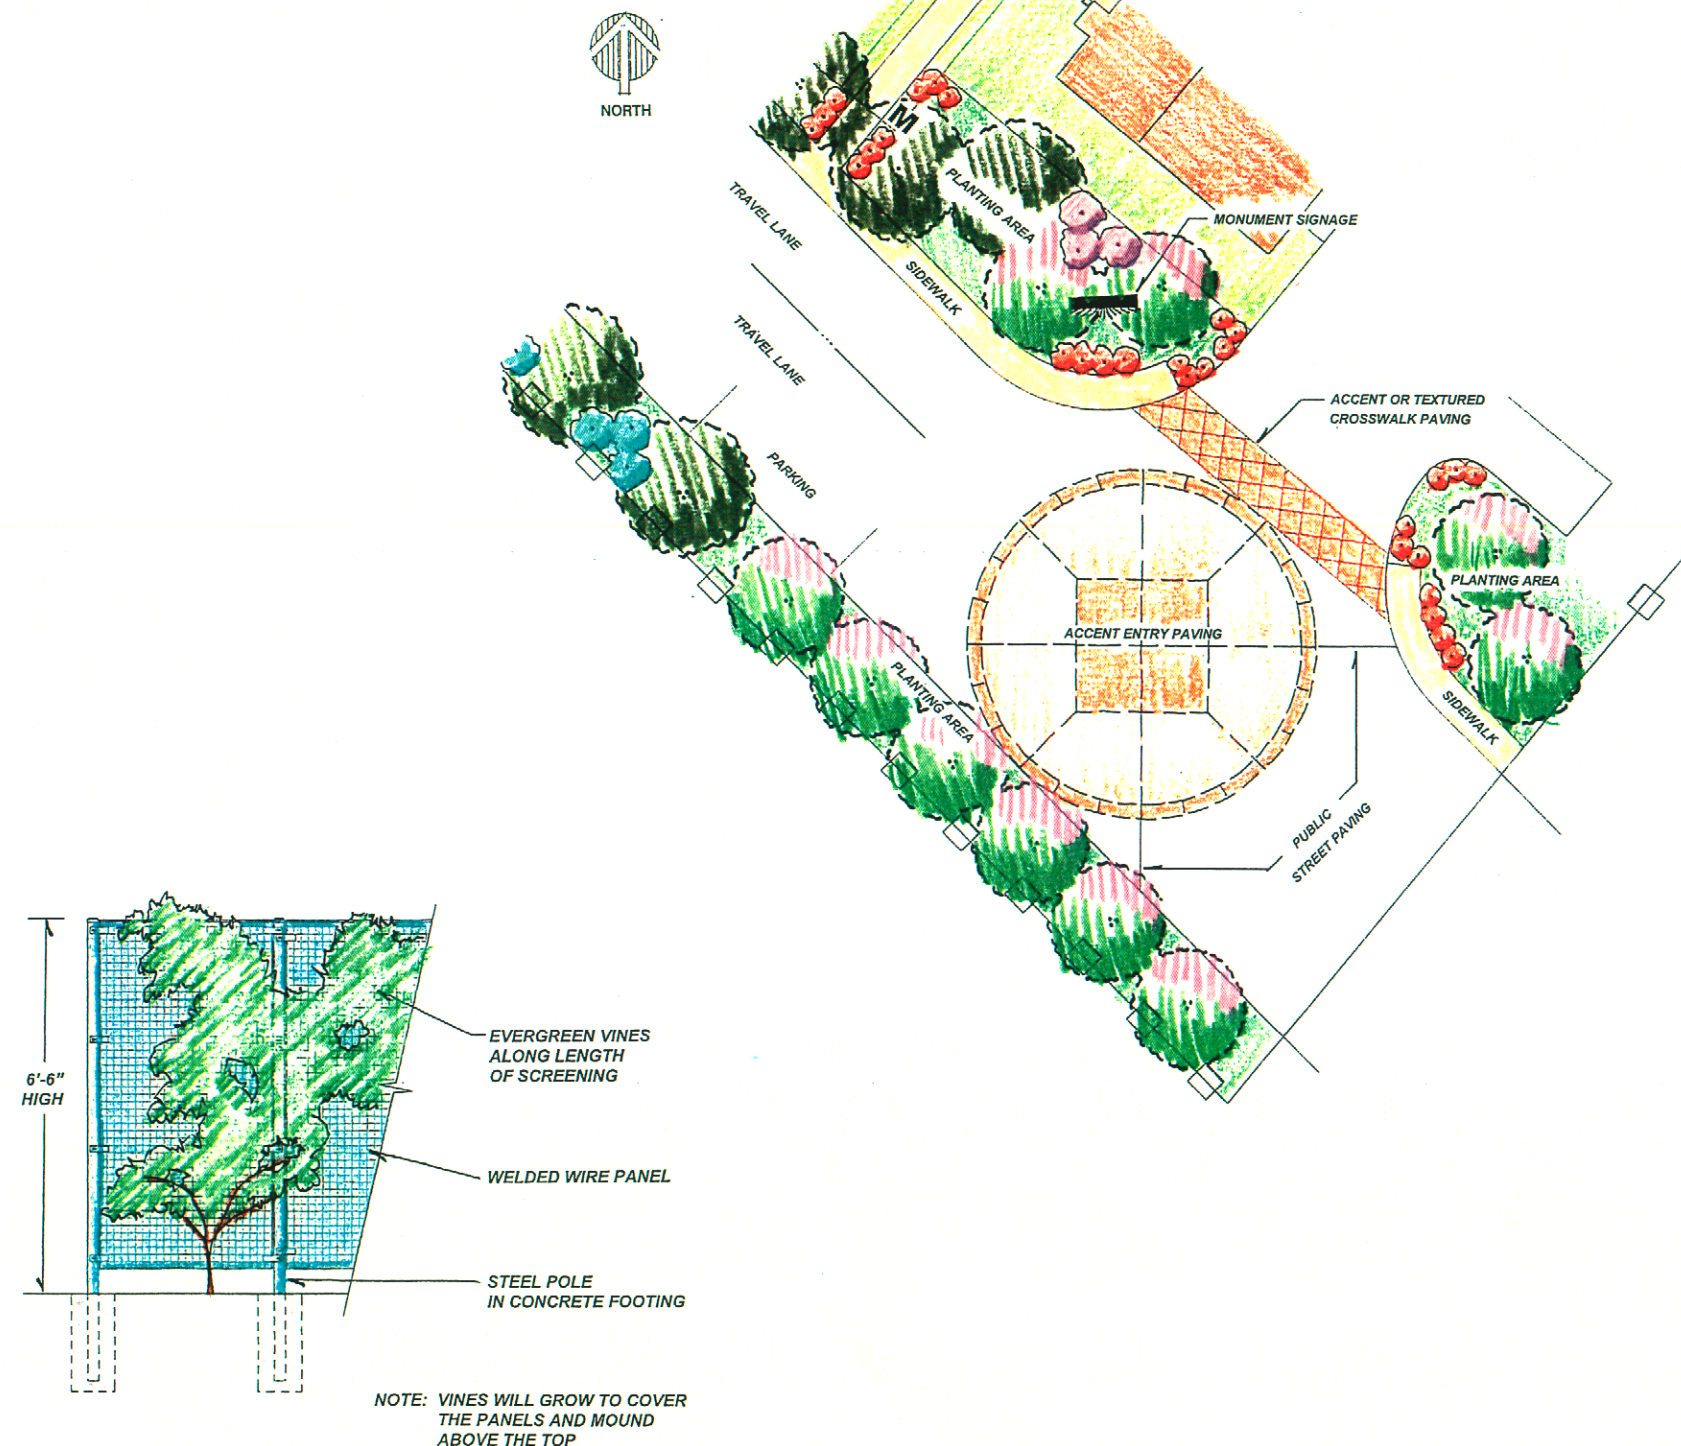 NORTH
M
TRAVEL LANE
PLANTING AREA
MONUMENT SIGNAGE
SIDEWALK
TRAVEL LANE
PARKING
ACCENT OR TEXTURED
CROSSWALK PAVING
PLANTING AREA
ACCENT ENTRY PAVING
PLANTING AREA
SIDEWALK
PUBLIC
STREET PAVING
6'-6"
HIGH
EVERGREEN VINES
ALONG LENGTH
OF SCREENING
WELDED WIRE PANEL
STEEL POLE
IN CONCRETE FOOTING
NOTE: VINES WILL GROW TO COVER
THE PANELS AND MOUND
ABOVE THE TOP